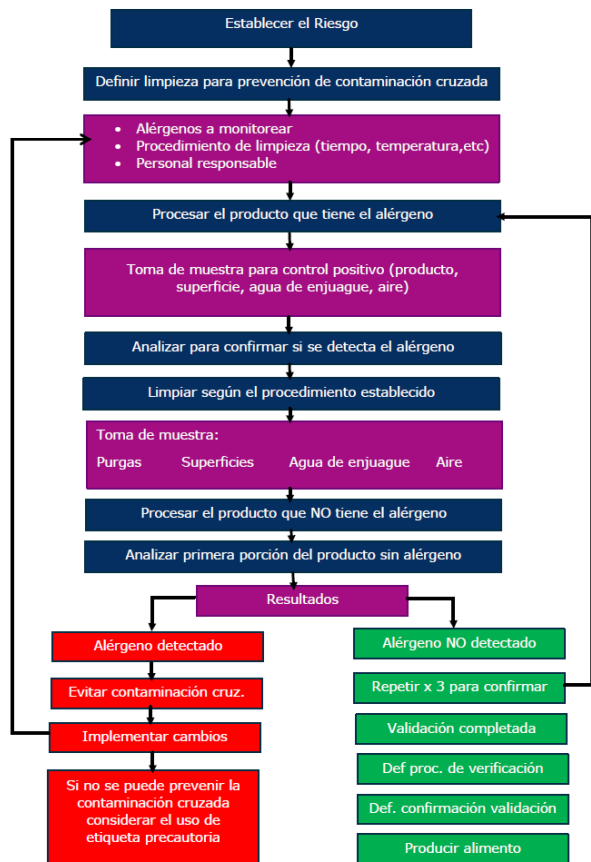 Establecer el Riesgo
Definir limpieza para prevención de contaminación cruzada
• Alérgenos a monitorear
• Procedimiento de limpieza (tiempo, temperatura,etc)
• Personal responsable
Procesar el producto que tiene el alérgeno
Toma de muestra para control positivo (producto,
superficie, agua de enjuague, aire)
Analizar para confirmar si se detecta el alérgeno
Limpiar según el procedimiento establecido
Toma de muestra:
Purgas Superficies Agua de enjuague Aire
Procesar el producto que NO tiene el alérgeno
Analizar primera porción del producto sin alérgeno
Resultados
Alérgeno detectado
Evitar contaminación cruz.
Implementar cambios
Si no se puede prevenir la
contaminación cruzada
considerar el uso de
etiqueta precautoria
Alérgeno NO detectado
Repetir x 3 para confirmar
Validación completada
Def proc. de verificación
Def. confirmación validación
Producir alimento